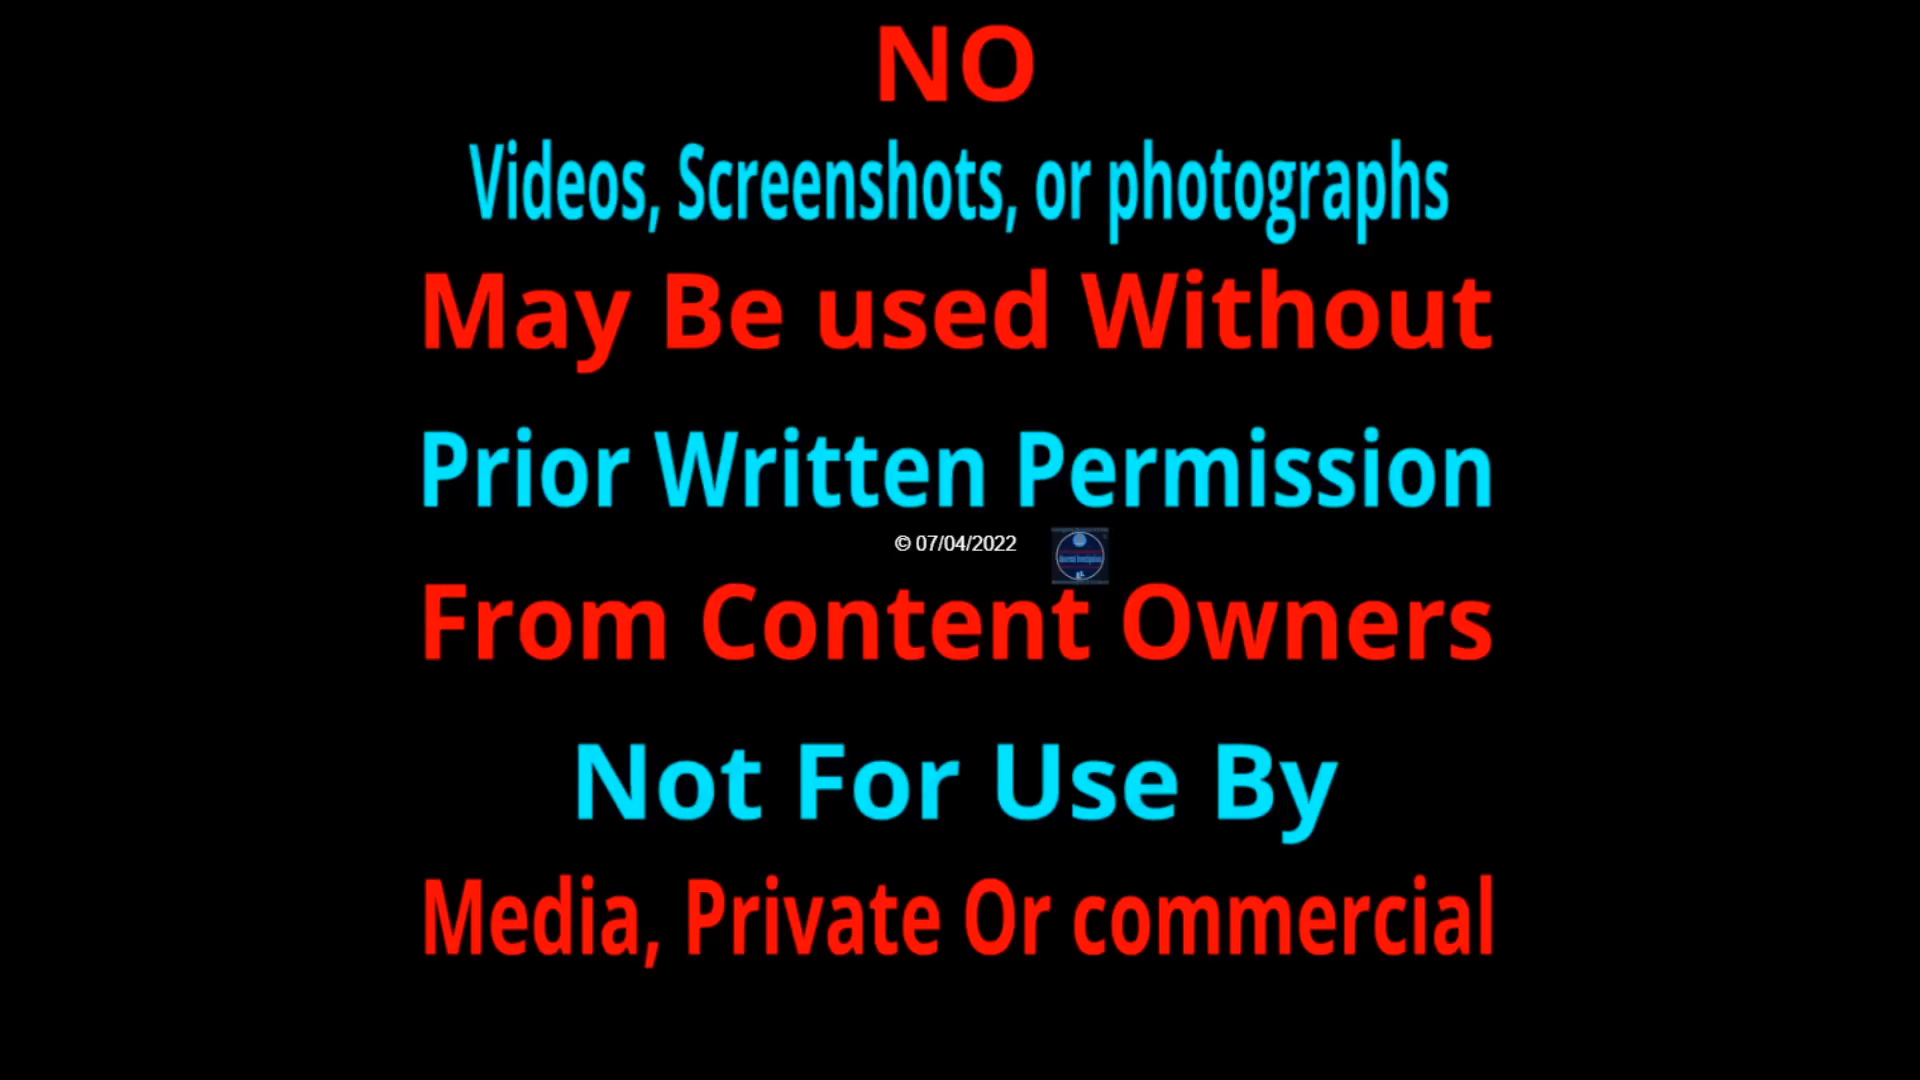 NO
Videos, Screenshots, or photographs
May Be used Without
Prior Written Permission
© 07/04/2022
From Content Owners
Not For Use By
Media, Private Or commercial